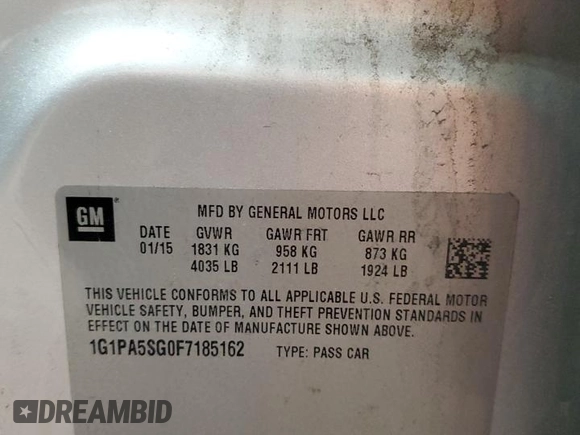 GM
MFD BY GENERAL MOTORS LLC
DATE GVWR GAWR FRT GAWR RR
01/15 1831 KG 958 KG 873 KG
4035 LB 2111 LB 1924 LB
THIS VEHICLE CONFORMS TO ALL APPLICABLE U.S. FEDERAL MOTOR
VEHICLE SAFETY, BUMPER, AND THEFT PREVENTION STANDARDS IN
EFFECT ON THE DATE OF MANUFACTURE SHOWN ABOVE.
1G1PA5SG0F7185162 TYPE: PASS CAR
DREAMBID